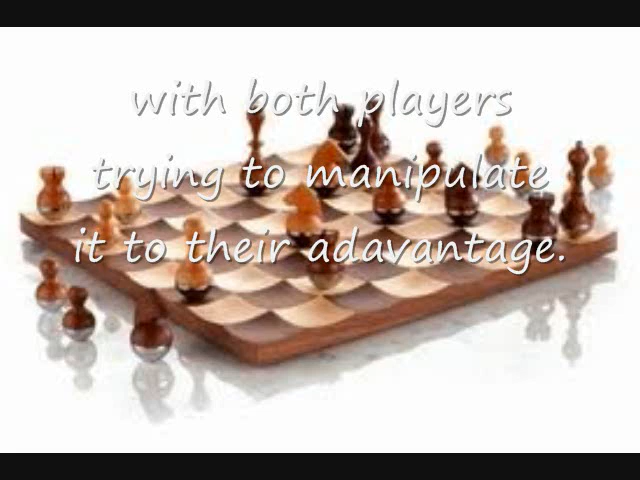 with both players
trying to manipulate
it to their adavantage.